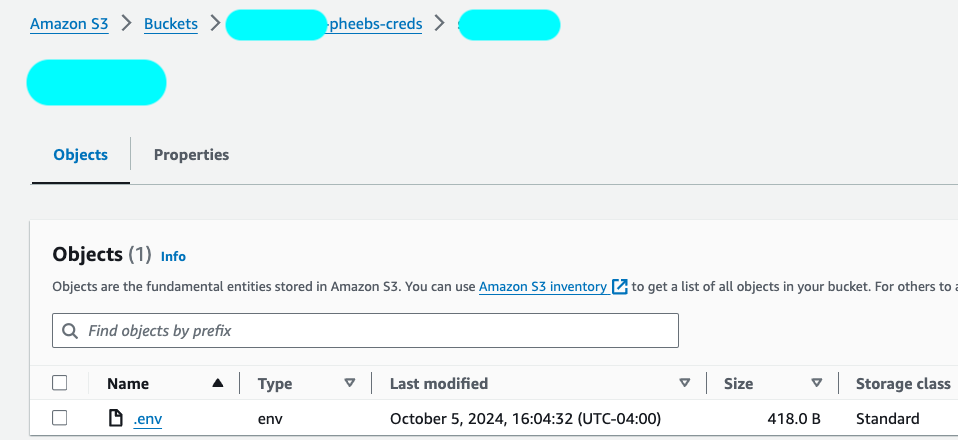 Amazon S3 > Buckets > -pheebs-creds >
Objects Properties
Objects (1) Info
Objects are the fundamental entities stored in Amazon S3. You can use Amazon S3 inventory to get a list of all objects in your bucket. For others to a
Find objects by prefix
Name Type Last modified Size Storage class
.env env October 5, 2024, 16:04:32 (UTC-04:00) 418.0 B Standard